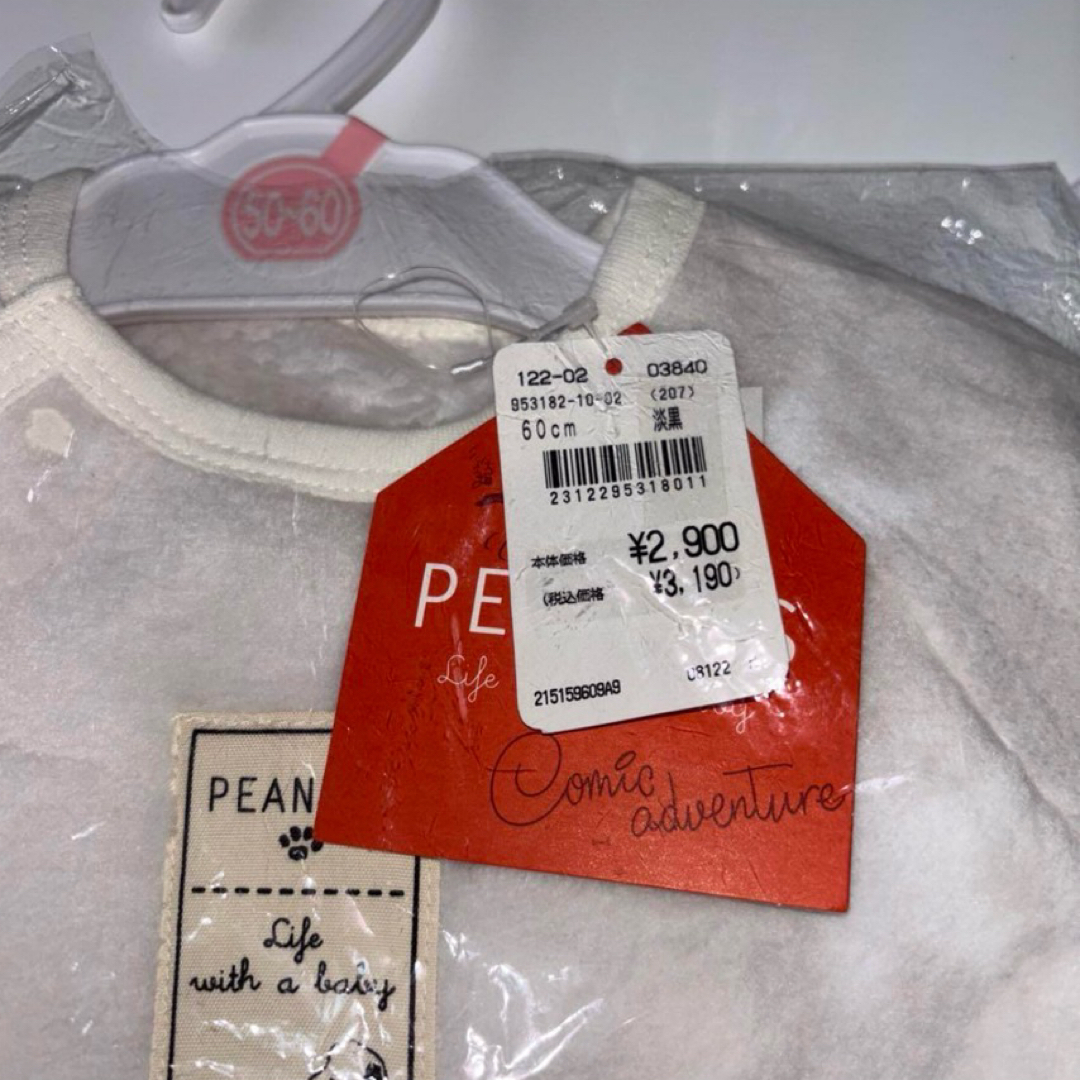 50~60
122-02 03840
953182-10-02 (207)
60cm 淡黒
2312295318011
本体価格 ¥2,900
(税込価格 ¥3,190)
08122
215159609A9
PE S
Life
Comic
adventure
PEAN
Life
with a baby